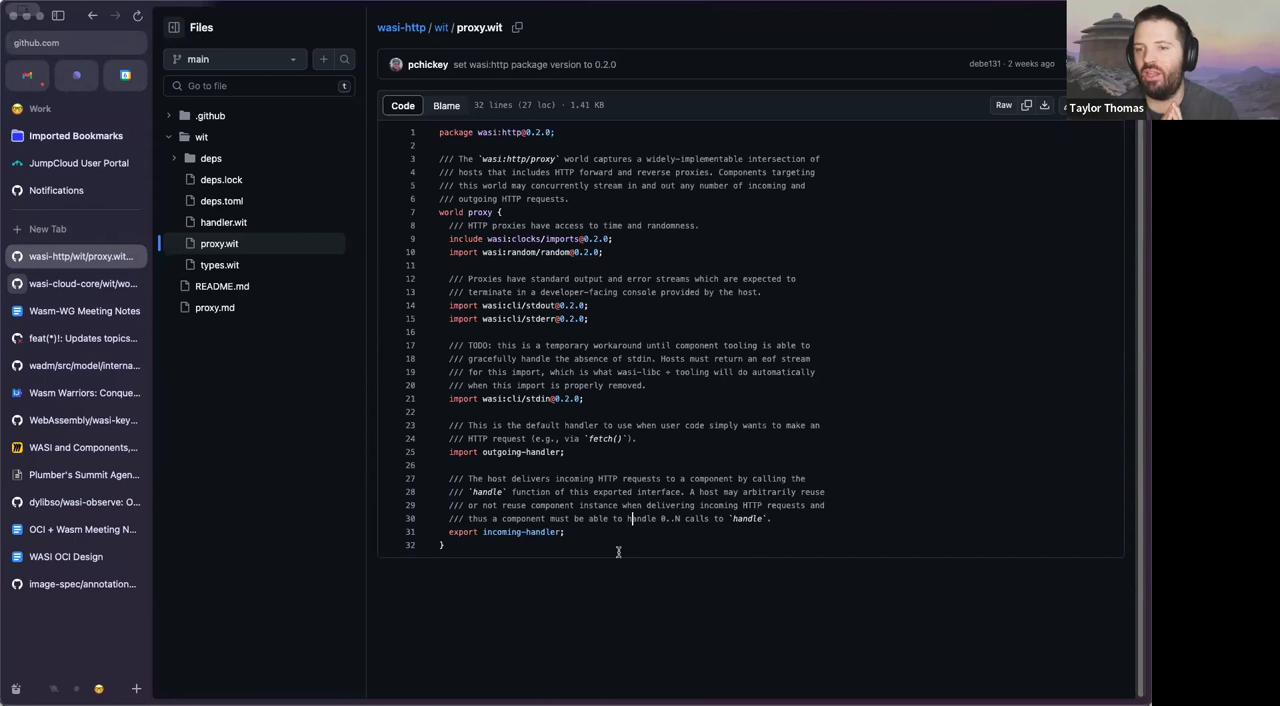 github.com
Work
Imported Bookmarks
JumpCloud User Portal
Notifications
New Tab
wasi-http/wit/proxy.wit...
wasi-cloud-core/wit/wo...
Wasm-WG Meeting Notes
feat(*)!: Updates topics...
wadm/src/model/interna...
Wasm Warriors: Conque...
WebAssembly/wasi-key...
WASI and Components,...
Plumber's Summit Agen...
dylibso/wasi-observe: O...
OCI + Wasm Meeting N...
WASI OCI Design
image-spec/annotation...
Files
main
Go to file
t
.github
wit
deps
deps.lock
deps.toml
handler.wit
proxy.wit
types.wit
README.md
proxy.md
wasi-http / wit / proxy.wit
pchickey set wasi:http package version to 0.2.0
debe131 · 2 weeks ago
Code Blame 32 lines (27 loc) · 1.41 KB
Raw
1 package wasi:http@0.2.0;
2
3 /// The `wasi:http/proxy` world captures a widely-implementable intersection of
4 /// hosts that includes HTTP forward and reverse proxies. Components targeting
5 /// this world may concurrently stream in and out any number of incoming and
6 /// outgoing HTTP requests.
7 world proxy {
8 /// HTTP proxies have access to time and randomness.
9 include wasi:clocks/imports@0.2.0;
10 import wasi:random/random@0.2.0;
11
12 /// Proxies have standard output and error streams which are expected to
13 /// terminate in a developer-facing console provided by the host.
14 import wasi:cli/stdout@0.2.0;
15 import wasi:cli/stderr@0.2.0;
16
17 /// TODO: this is a temporary workaround until component tooling is able to
18 /// gracefully handle the absence of stdin. Hosts must return an eof stream
19 /// for this import, which is what wasi-libc + tooling will do automatically
20 /// when this import is properly removed.
21 import wasi:cli/stdin@0.2.0;
22
23 /// This is the default handler to use when user code simply wants to make an
24 /// HTTP request (e.g., via `fetch()`).
25 import outgoing-handler;
26
27 /// The host delivers incoming HTTP requests to a component by calling the
28 /// `handle` function of this exported interface. A host may arbitrarily reuse
29 /// or not reuse component instance when delivering incoming HTTP requests and
30 /// thus a component must be able to handle 0..N calls to `handle`.
31 export incoming-handler;
32 }
Taylor Thomas